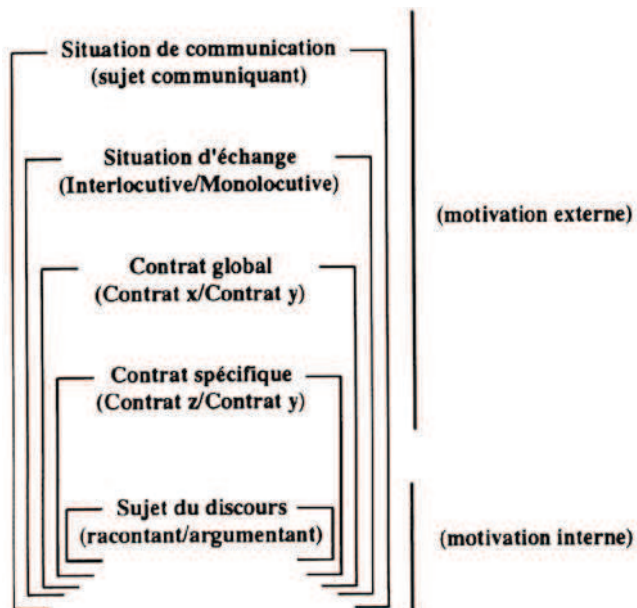 Situation de communication
(sujet communiquant)
Situation d'échange
(Interlocutive/Monolocutive)
(motivation externe)
Contrat global
(Contrat x/Contrat y)
Contrat spécifique
(Contrat z/Contrat y)
Sujet du discours
(racontant/argumentant)
(motivation interne)